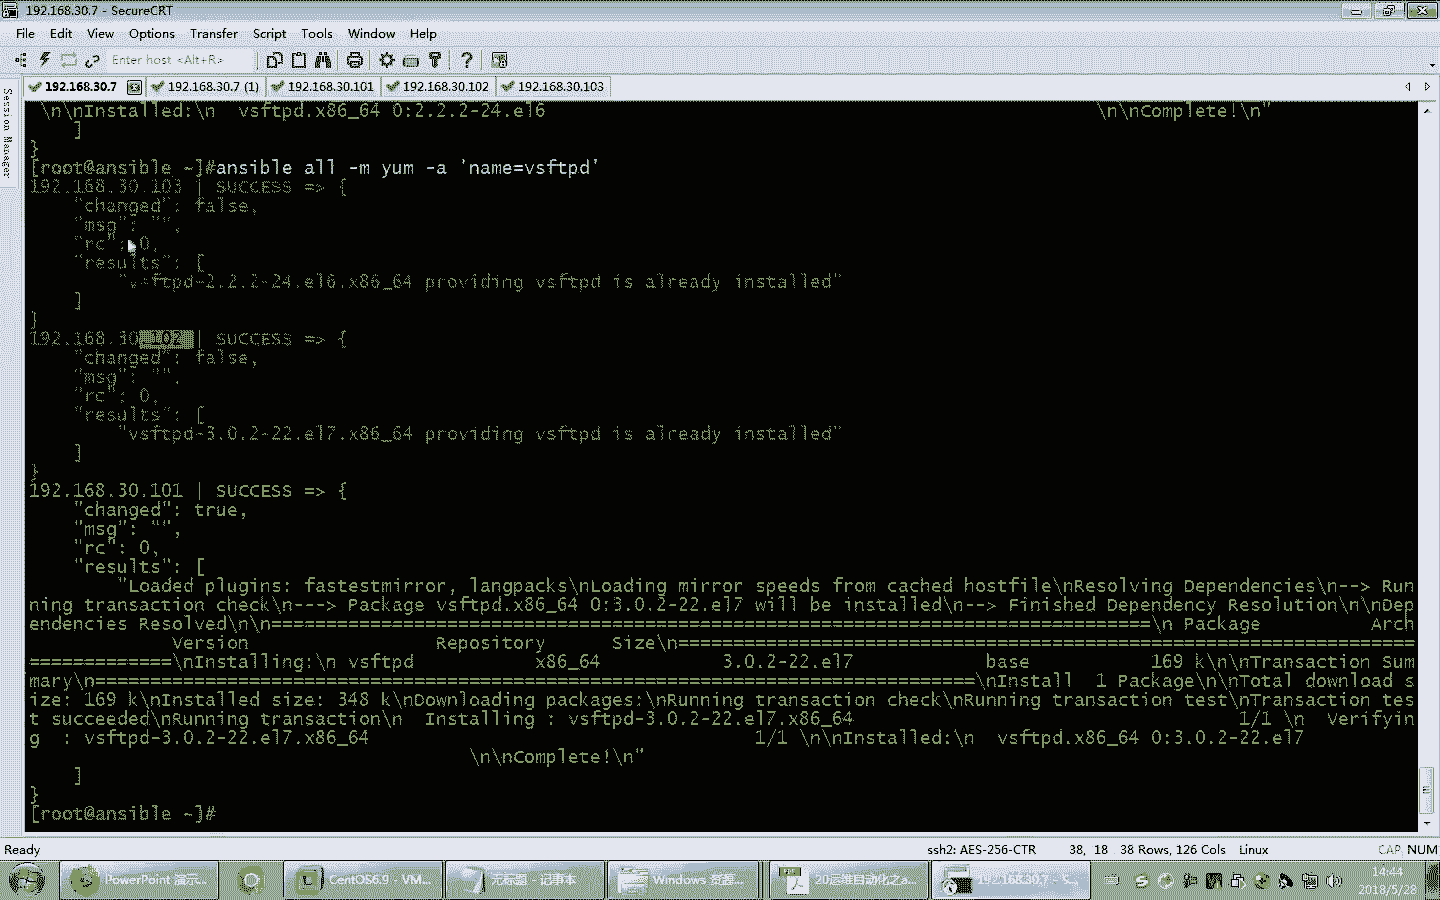 192.168.30.7 - SecureCRT
File Edit View Options Transfer Script Tools Window Help
Enter host <Alt+R>
192.168.30.7 192.168.30.7 (1) 192.168.30.101 192.168.30.102 192.168.30.103
Session Manager
\n\nInstalled:\n vsftpd.x86_64 0:2.2.2-24.el6 \n\nComplete!\n"
]
}
[root@ansible ~]#ansible all -m yum -a 'name=vsftpd'
192.168.30.103 | SUCCESS => {
"changed": false,
"msg": "",
"rc": 0,
"results": [
"vsftpd-2.2.2-24.el6.x86_64 providing vsftpd is already installed"
]
}
192.168.30.102 | SUCCESS => {
"changed": false,
"msg": "",
"rc": 0,
"results": [
"vsftpd-3.0.2-22.el7.x86_64 providing vsftpd is already installed"
]
}
192.168.30.101 | SUCCESS => {
"changed": true,
"msg": "",
"rc": 0,
"results": [
"Loaded plugins: fastestmirror, langpacks\nLoading mirror speeds from cached hostfile\nResolving Dependencies\n--> Run
ning transaction check\n---> Package vsftpd.x86_64 0:3.0.2-22.el7 will be installed\n--> Finished Dependency Resolution\n\nDep
endencies Resolved\n\n================================================================================\n Package Arch
Version Repository Size\n===================================================================
=============\nInstalling:\n vsftpd x86_64 3.0.2-22.el7 base 169 k\n\nTransaction Sum
mary\n================================================================================\nInstall 1 Package\n\nTotal download s
ize: 169 k\nInstalled size: 348 k\nDownloading packages:\nRunning transaction check\nRunning transaction test\nTransaction tes
t succeeded\nRunning transaction\n Installing : vsftpd-3.0.2-22.el7.x86_64 1/1 \n Verifyin
g : vsftpd-3.0.2-22.el7.x86_64 1/1 \n\nInstalled:\n vsftpd.x86_64 0:3.0.2-22.el7
\n\nComplete!\n"
]
}
[root@ansible ~]#
Ready ssh2: AES-256-CTR 38, 18 38 Rows, 126 Cols Linux CAP NUM
PowerPoint 演示... CentOS6.9 - VM... 无标题 - 记事本 Windows 资源... 20运维自动化之a... 192.168.30.7 - S... 14:44
2018/5/28